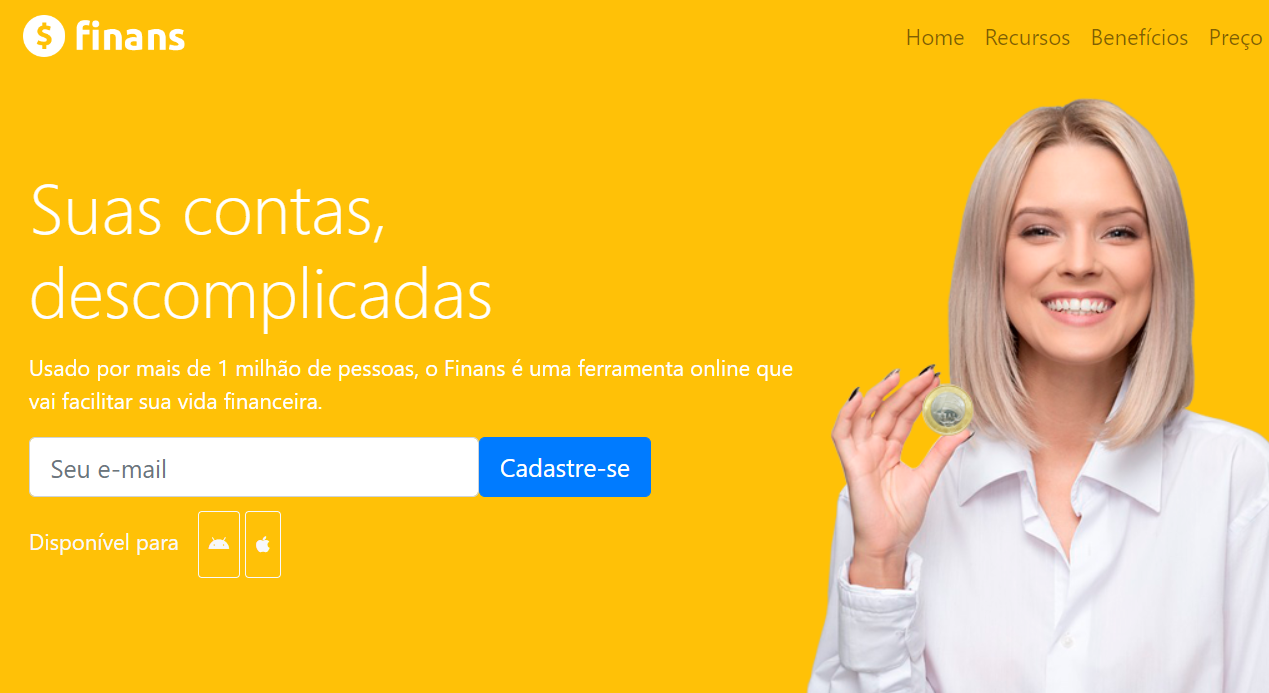 $ finans
Home Recursos Benefícios Preço
Suas contas,
descomplicadas
Usado por mais de 1 milhão de pessoas, o Finans é uma ferramenta online que
vai facilitar sua vida financeira.
Seu e-mail Cadastre-se
Disponível para